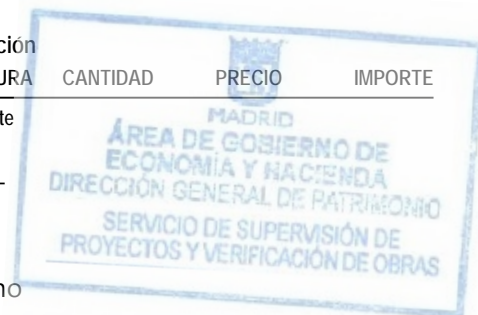 ción
URA CANTIDAD PRECIO IMPORTE
te
MADRID
ÁREA DE GOBIERNO DE
ECONOMÍA Y HACIENDA
DIRECCIÓN GENERAL DE PATRIMONIO
SERVICIO DE SUPERVISIÓN DE
PROYECTOS Y VERIFICACIÓN DE OBRAS
no